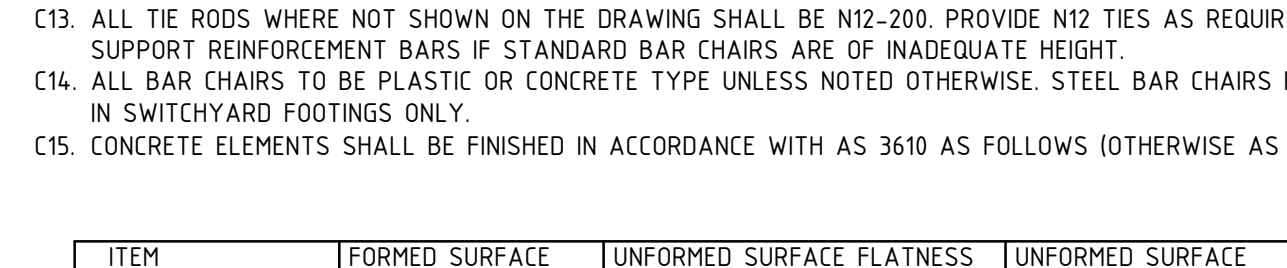 C13. ALL TIE RODS WHERE NOT SHOWN ON THE DRAWING SHALL BE N12-200. PROVIDE N12 TIES AS REQUIR
SUPPORT REINFORCEMENT BARS IF STANDARD BAR CHAIRS ARE OF INADEQUATE HEIGHT.
C14. ALL BAR CHAIRS TO BE PLASTIC OR CONCRETE TYPE UNLESS NOTED OTHERWISE. STEEL BAR CHAIRS
IN SWITCHYARD FOOTINGS ONLY.
C15. CONCRETE ELEMENTS SHALL BE FINISHED IN ACCORDANCE WITH AS 3610 AS FOLLOWS (OTHERWISE AS
ITEM FORMED SURFACE UNFORMED SURFACE FLATNESS UNFORMED SURFACE